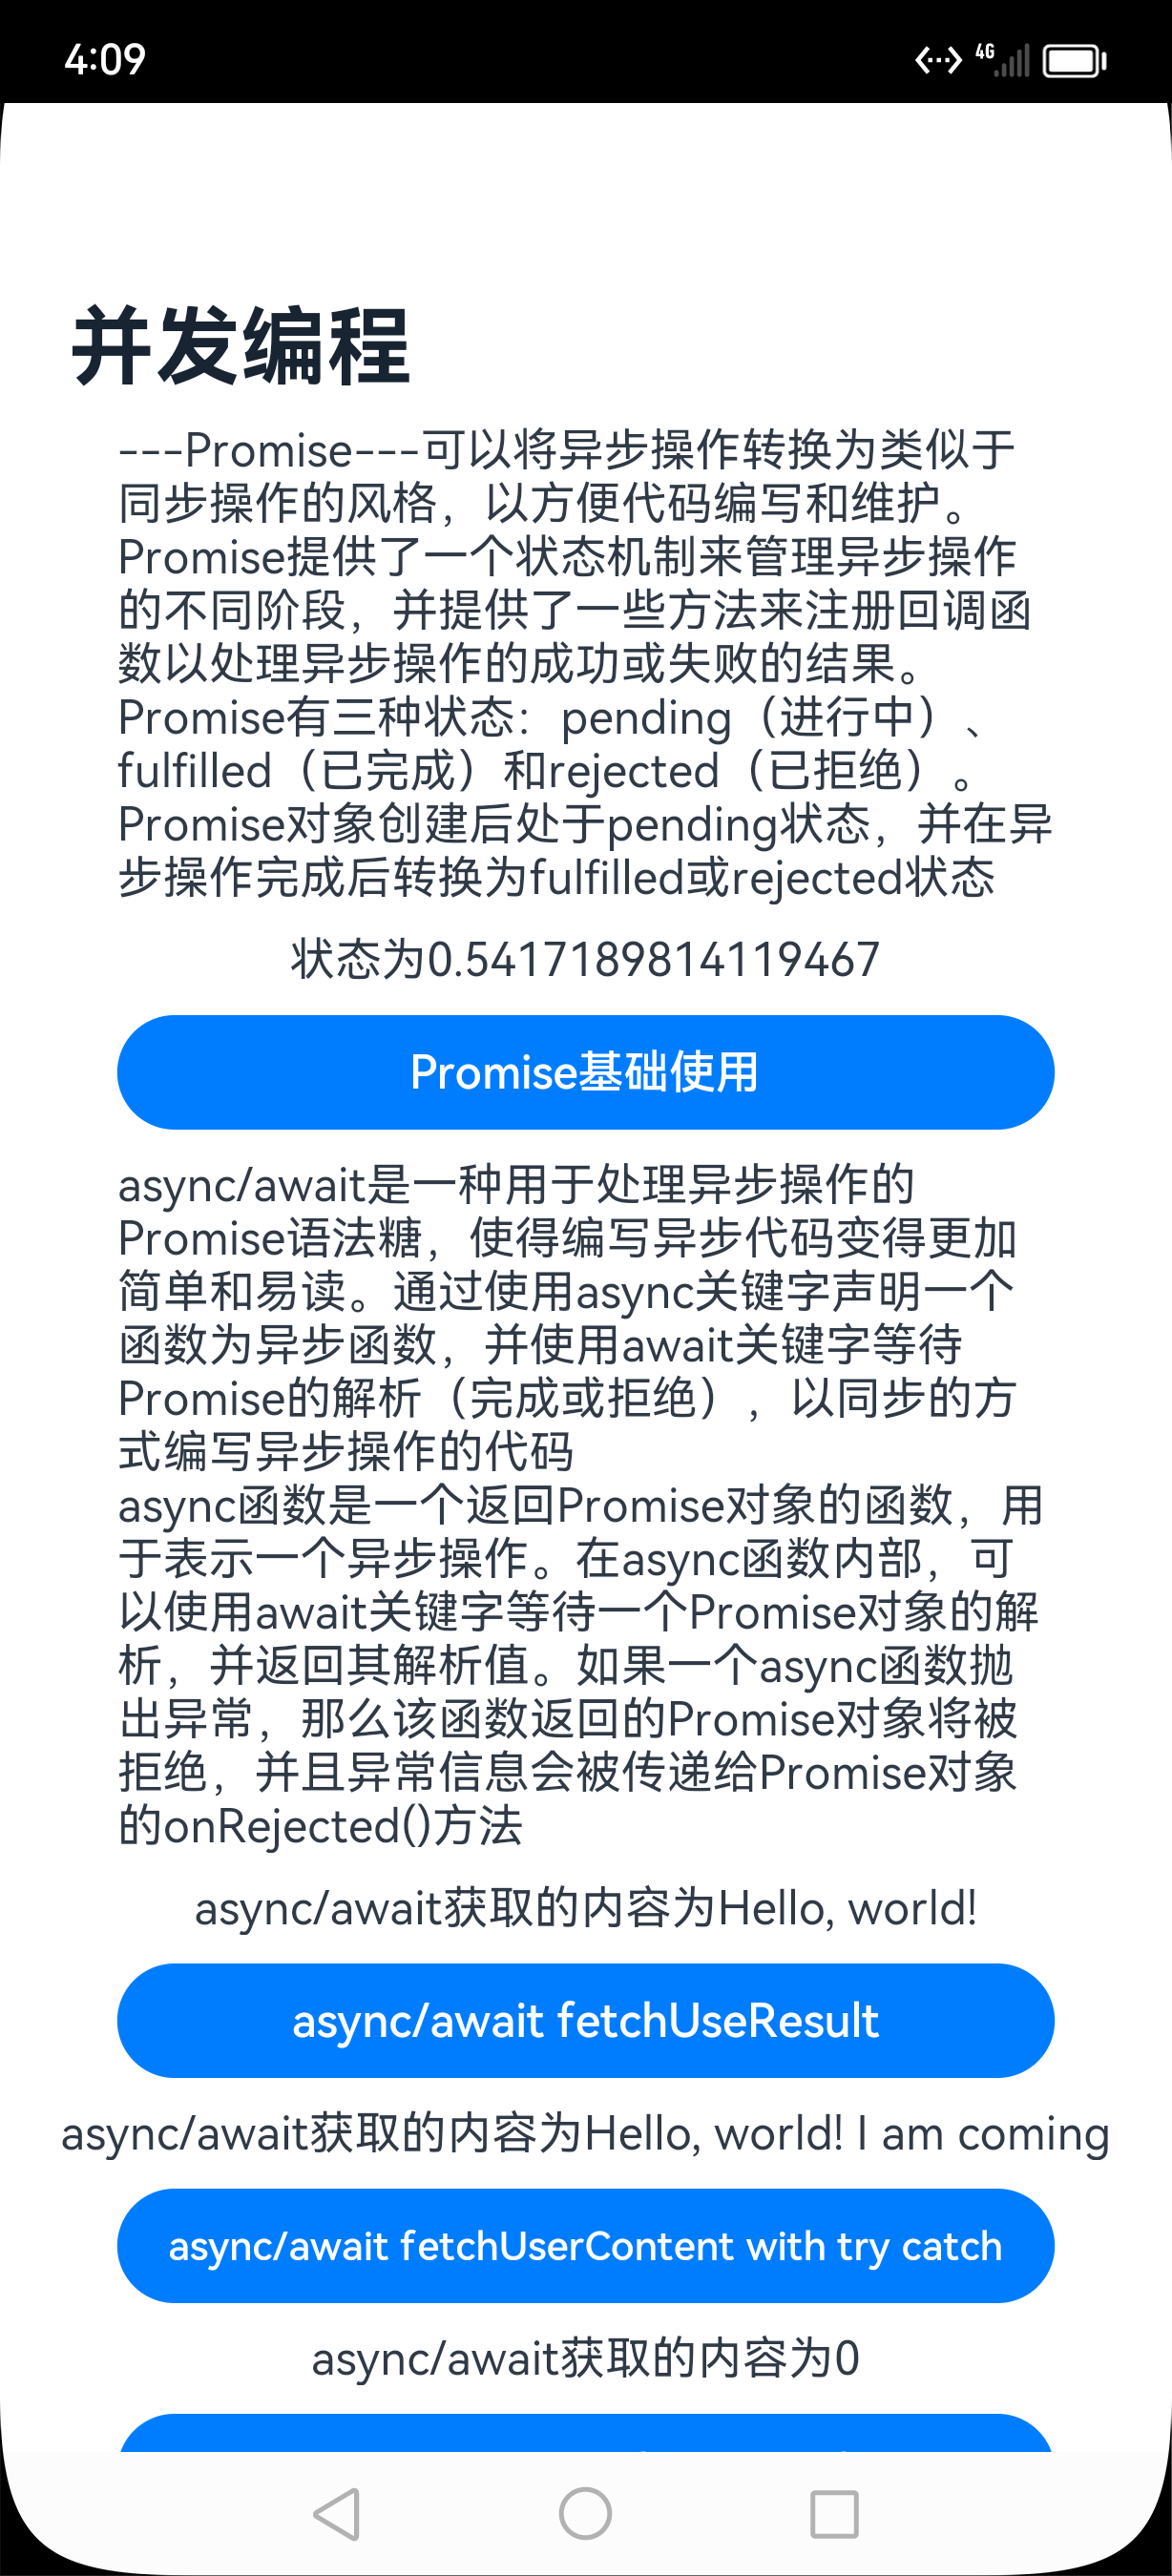 4:09
4G
并发编程
---Promise---可以将异步操作转换为类似于
同步操作的风格，以方便代码编写和维护。
Promise提供了一个状态机制来管理异步操作
的不同阶段，并提供了一些方法来注册回调函
数以处理异步操作的成功或失败的结果。
Promise有三种状态：pending（进行中）、
fulfilled（已完成）和rejected（已拒绝）。
Promise对象创建后处于pending状态，并在异
步操作完成后转换为fulfilled或rejected状态
状态为0.5417189814119467
Promise基础使用
async/await是一种用于处理异步操作的
Promise语法糖，使得编写异步代码变得更加
简单和易读。通过使用async关键字声明一个
函数为异步函数，并使用await关键字等待
Promise的解析（完成或拒绝），以同步的方
式编写异步操作的代码
async函数是一个返回Promise对象的函数，用
于表示一个异步操作。在async函数内部，可
以使用await关键字等待一个Promise对象的解
析，并返回其解析值。如果一个async函数抛
出异常，那么该函数返回的Promise对象将被
拒绝，并且异常信息会被传递给Promise对象
的onRejected()方法
async/await获取的内容为Hello, world!
async/await fetchUseResult
async/await获取的内容为Hello, world! I am coming
async/await fetchUserContent with try catch
async/await获取的内容为0